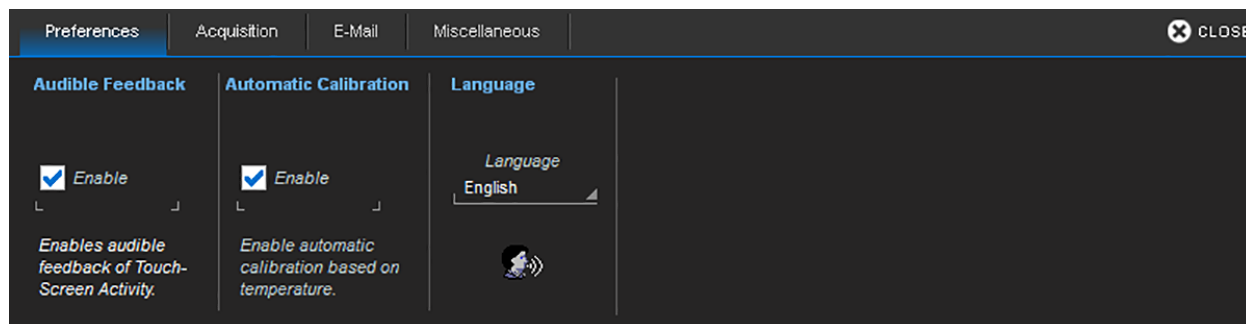 Preferences
Acquisition
E-Mail
Miscellaneous
CLOSE
Audible Feedback
Automatic Calibration
Language
Enable
Enable
Language
English
Enables audible
feedback of Touch-
Screen Activity.
Enable automatic
calibration based on
temperature.